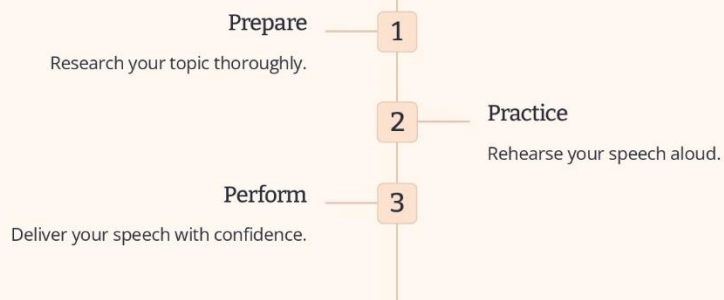 Prepare
1
Research your topic thoroughly.
2
Practice
Rehearse your speech aloud.
Perform
3
Deliver your speech with confidence.